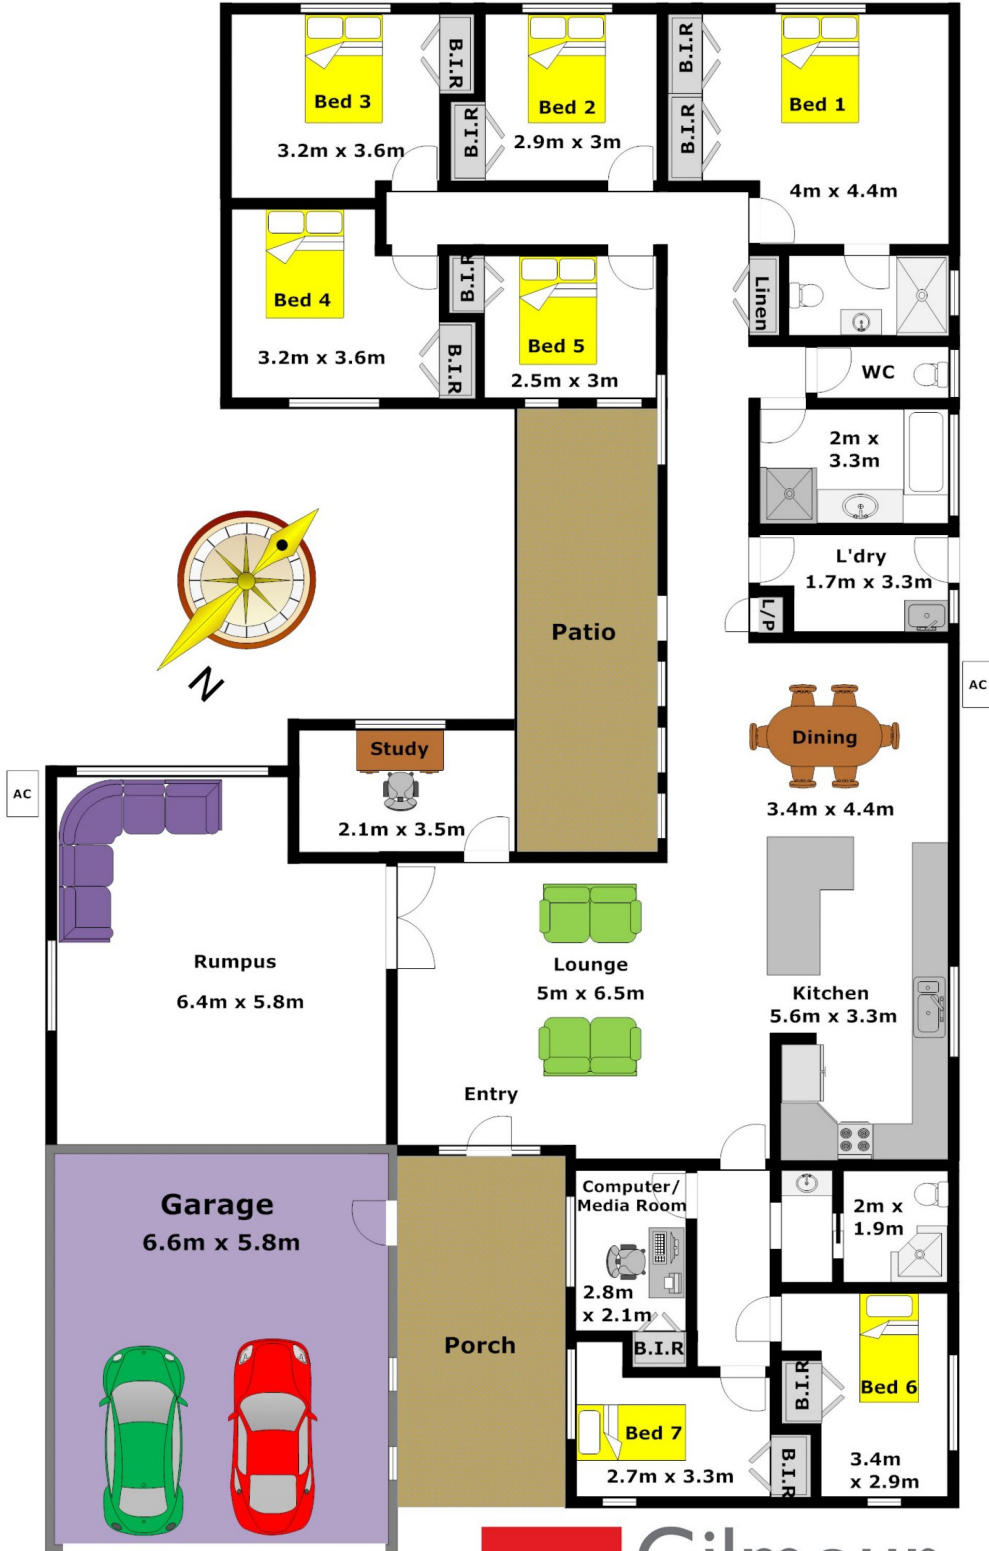 Bed 3
3.2m x 3.6m
B.I.R
B.I.R
Bed 2
2.9m x 3m
B.I.R
B.I.R
Bed 1
4m x 4.4m
Bed 4
3.2m x 3.6m
B.I.R
B.I.R
Bed 5
2.5m x 3m
Linen
WC
2m x
3.3m
L'dry
1.7m x 3.3m
L/P
Patio
N
AC
Dining
3.4m x 4.4m
Study
2.1m x 3.5m
AC
Rumpus
6.4m x 5.8m
Lounge
5m x 6.5m
Kitchen
5.6m x 3.3m
Entry
Garage
6.6m x 5.8m
Porch
Computer/
Media Room
2.8m
x 2.1m
B.I.R
2m x
1.9m
Bed 6
B.I.R
3.4m
x 2.9m
Bed 7
2.7m x 3.3m
B.I.R
Gilmour